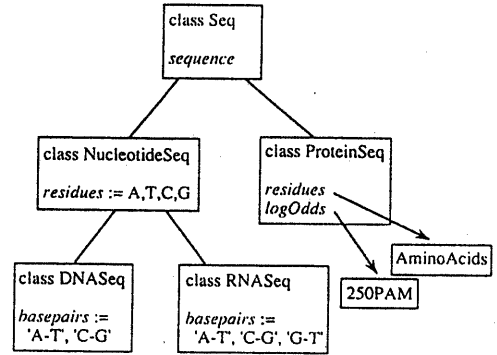 class Seq
sequence
class NucleotideSeq
residues := A,T,C,G
class ProteinSeq
residues
logOdds
AminoAcids
250PAM
class DNASeq
basepairs :=
'A-T', 'C-G'
class RNASeq
basepairs :=
'A-T', 'C-G', 'G-T'